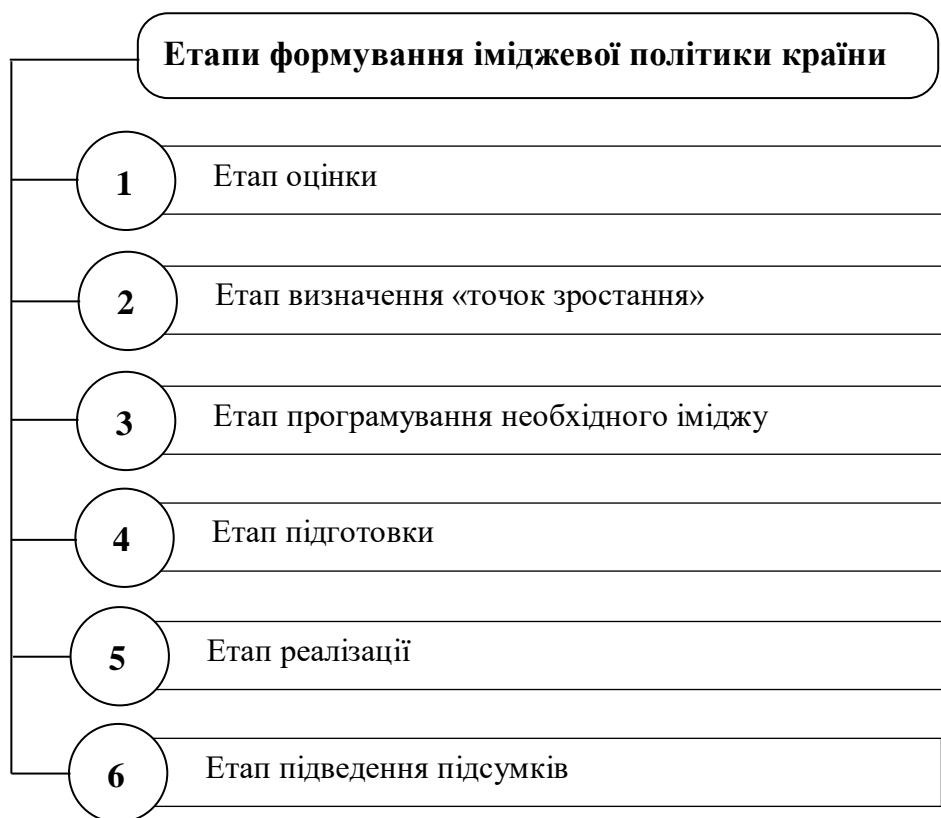 Етапи формування іміджевої політики країни
1
Етап оцінки
2
Етап визначення «точок зростання»
3
Етап програмування необхідного іміджу
4
Етап підготовки
5
Етап реалізації
6
Етап підведення підсумків